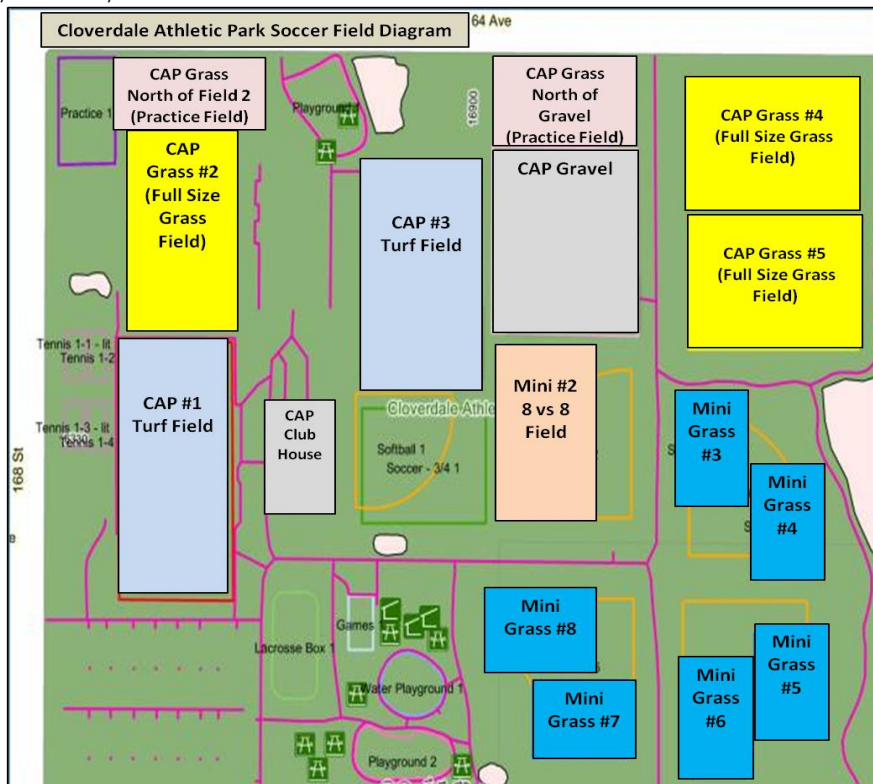 64 Ave
Cloverdale Athletic Park Soccer Field Diagram
Practice 1
CAP Grass
North of Field 2
(Practice Field)
Playground
16900
CAP Grass
North of
Gravel
(Practice Field)
CAP Grass #4
(Full Size Grass
Field)
CAP
Grass #2
(Full Size
Grass
Field)
CAP #3
Turf Field
CAP Gravel
CAP Grass #5
(Full Size Grass
Field)
Tennis 1-1 - lit
Tennis 1-2
Tennis 1-3 - lit
Tennis 1-4
168 St
CAP #1
Turf Field
CAP
Club
House
Cloverdale Athle
Softball 1
Soccer - 3/4 1
Mini #2
8 vs 8
Field
Mini
Grass
#3
Mini
Grass
#4
Lacrosse Box 1
Games
Water Playground 1
Playground 2
Mini
Grass #8
Mini
Grass #7
Mini
Grass
#6
Mini
Grass
#5